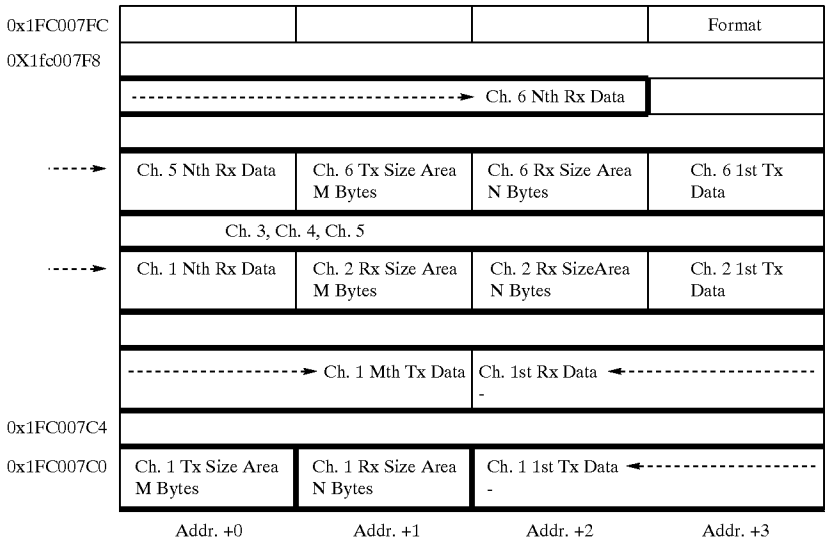 0x1FC007FC Format
0X1fc007F8
Ch. 6 Nth Rx Data
Ch. 5 Nth Rx Data Ch. 6 Tx Size Area Ch. 6 Rx Size Area Ch. 6 1st Tx
M Bytes N Bytes Data
Ch. 3, Ch. 4, Ch. 5
Ch. 1 Nth Rx Data Ch. 2 Rx Size Area Ch. 2 Rx SizeArea Ch. 2 1st Tx
M Bytes N Bytes Data
Ch. 1 Mth Tx Data Ch. 1st Rx Data
-
0x1FC007C4
0x1FC007C0 Ch. 1 Tx Size Area Ch. 1 Rx Size Area Ch. 1 1st Tx Data
M Bytes N Bytes -
Addr. +0 Addr. +1 Addr. +2 Addr. +3